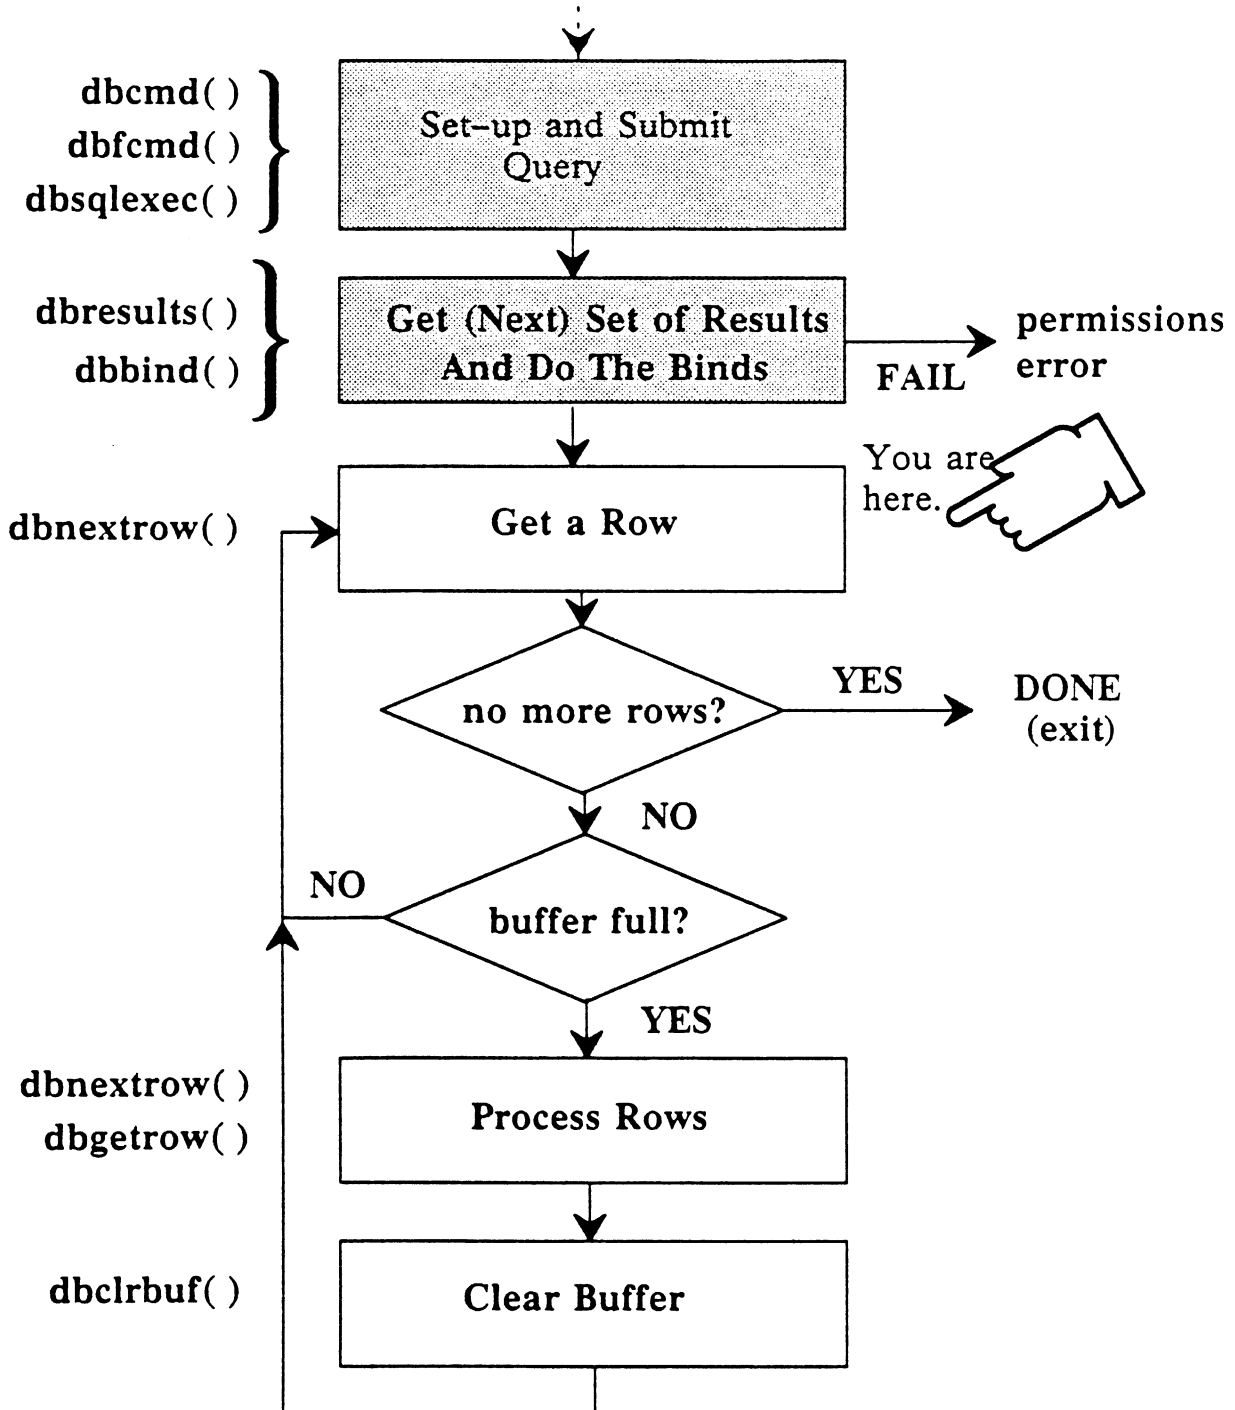 dbcmd( )
dbfcmd( )
dbsqlexec( )
Set-up and Submit
Query
dbresults( )
dbbind( )
Get (Next) Set of Results
And Do The Binds
FAIL
permissions
error
You are
here.
dbnextrow( )
Get a Row
no more rows?
YES
DONE
(exit)
NO
NO
buffer full?
YES
dbnextrow( )
dbgetrow( )
Process Rows
dbclrbuf( )
Clear Buffer